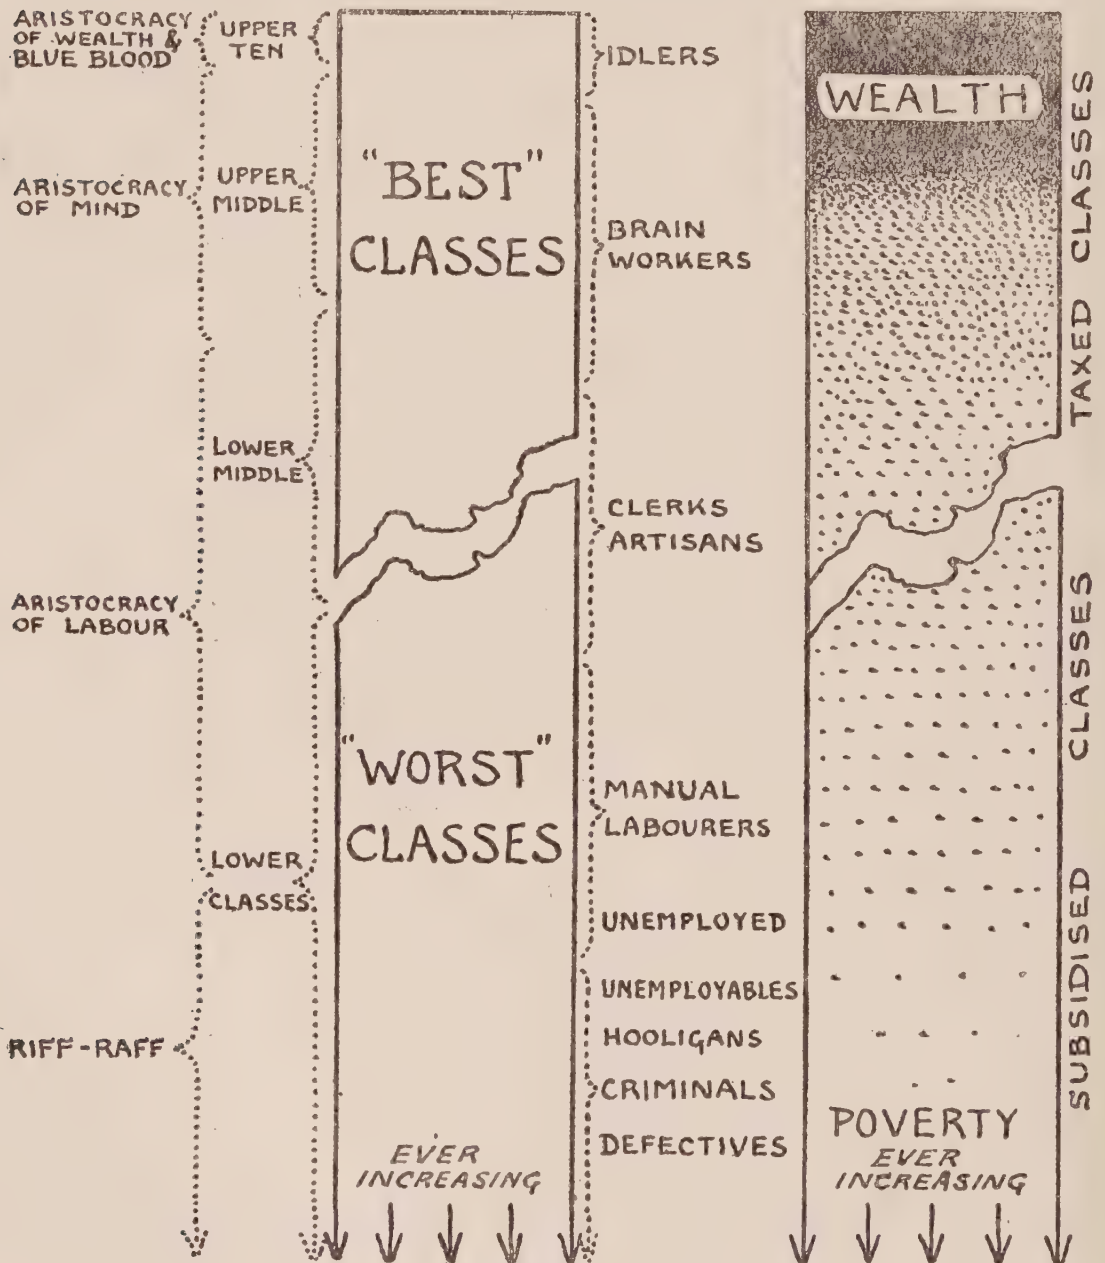 ARISTOCRACY
OF WEALTH &
BLUE BLOOD
UPPER
TEN
IDLERS
WEALTH
ARISTOCRACY
OF MIND
UPPER
MIDDLE
"BEST"
CLASSES
BRAIN
WORKERS
TAXED CLASSES
LOWER
MIDDLE
CLERKS
ARTISANS
ARISTOCRACY
OF LABOUR
"WORST"
CLASSES
MANUAL
LABOURERS
LOWER
CLASSES
UNEMPLOYED
UNEMPLOYABLES
SUBSIDISED CLASSES
RIFF-RAFF
HOOLIGANS
CRIMINALS
DEFECTIVES
EVER
INCREASING
POVERTY
EVER
INCREASING